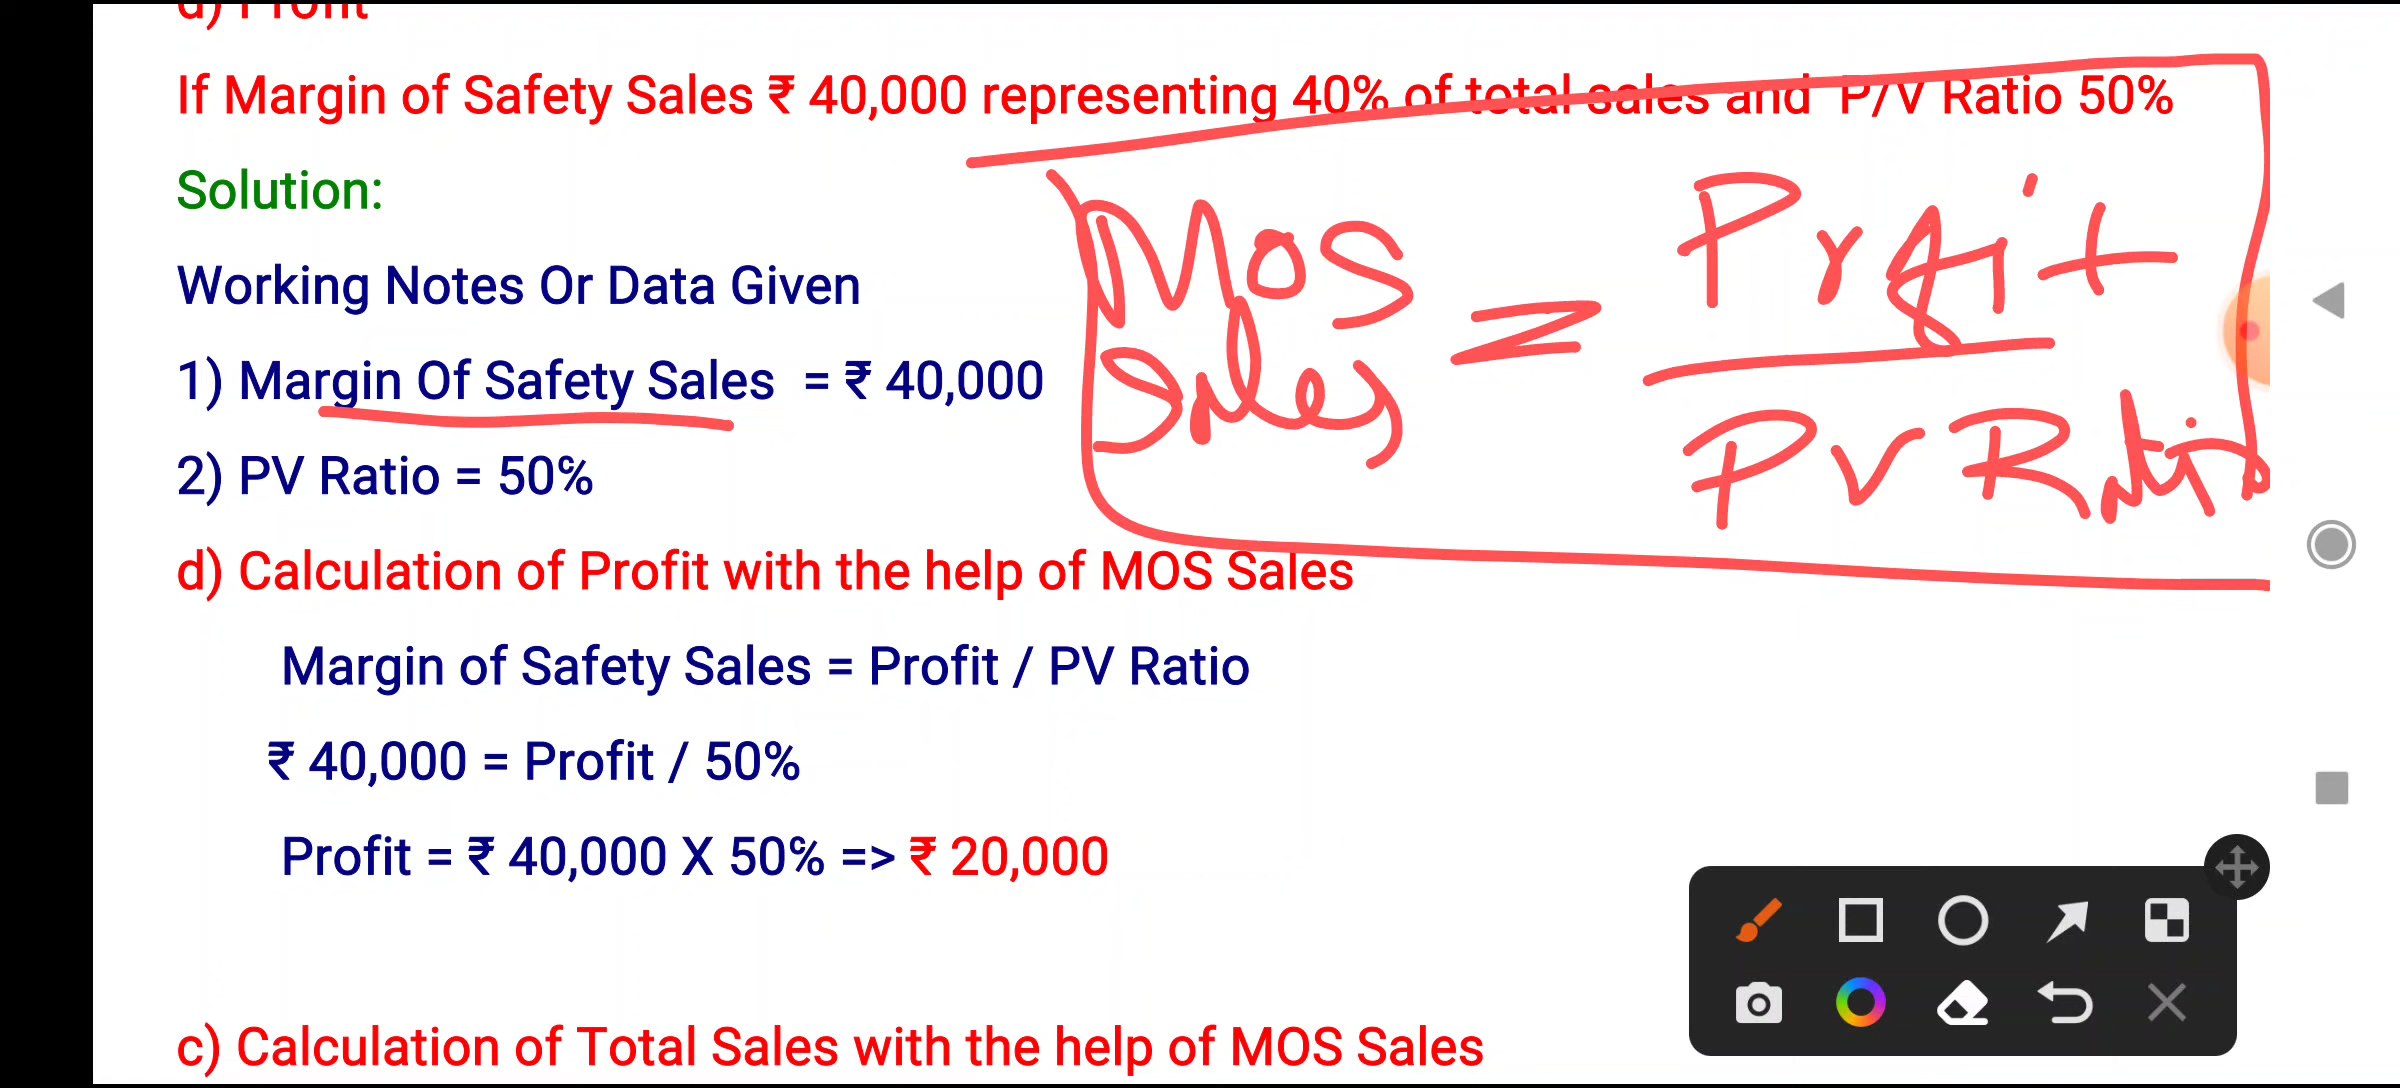 d) Profit
If Margin of Safety Sales ₹ 40,000 representing 40% of total sales and P/V Ratio 50%
Solution:
Working Notes Or Data Given
1) Margin Of Safety Sales = ₹ 40,000
2) PV Ratio = 50%
MOS Sales = Profit
PV Ratio
d) Calculation of Profit with the help of MOS Sales
Margin of Safety Sales = Profit / PV Ratio
₹ 40,000 = Profit / 50%
Profit = ₹ 40,000 X 50% => ₹ 20,000
c) Calculation of Total Sales with the help of MOS Sales